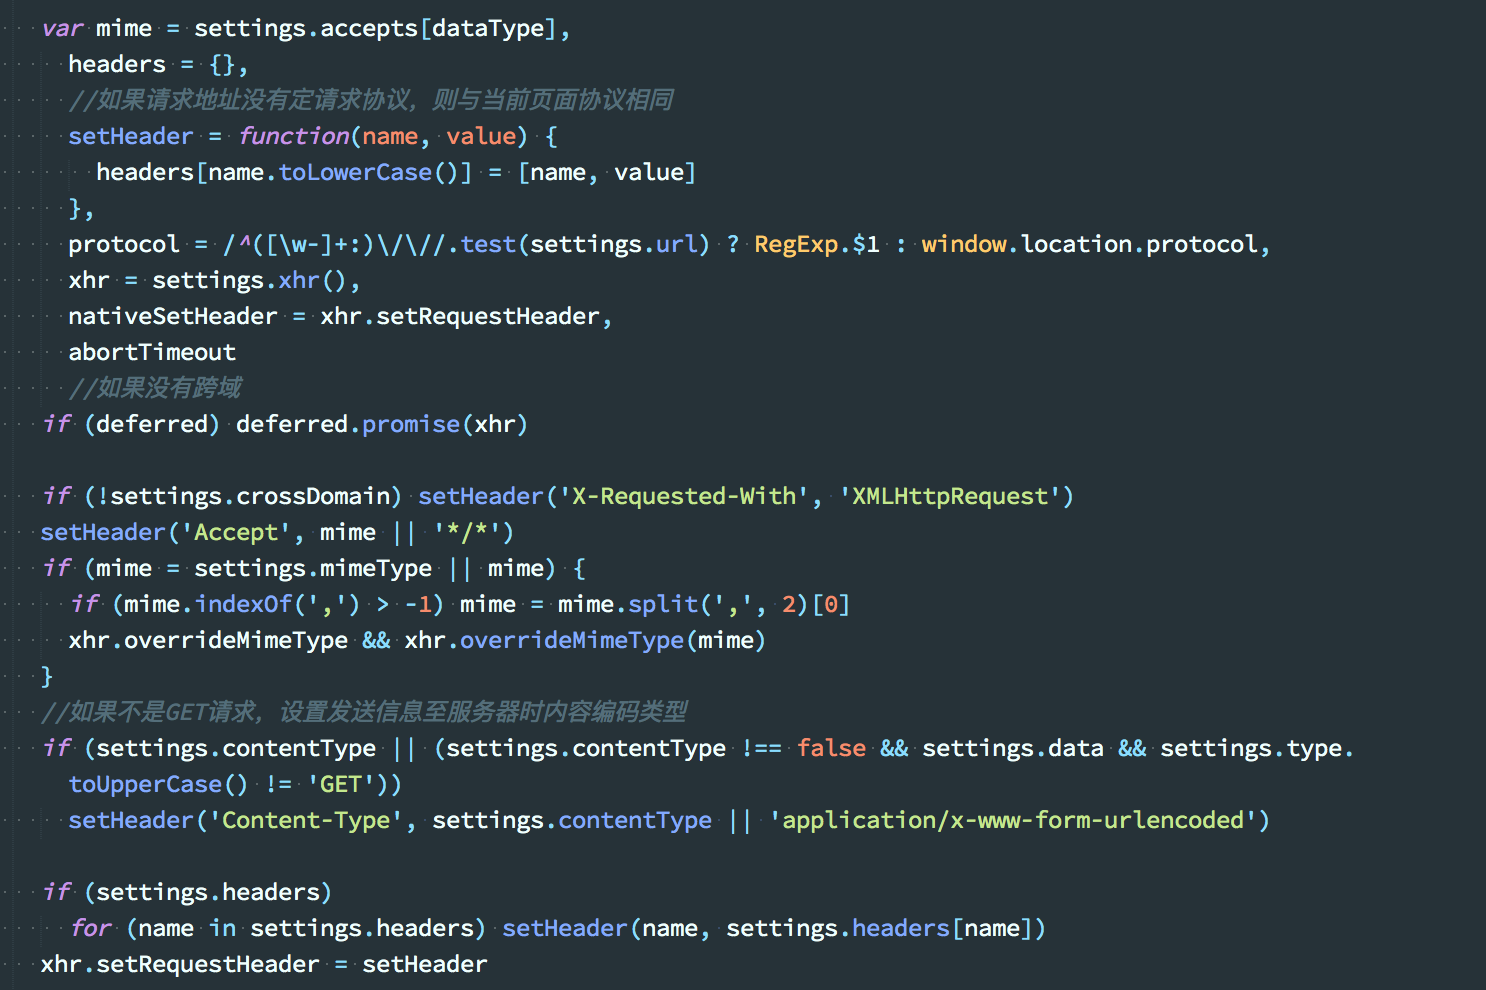 var mime = settings.accepts[dataType],
headers = {},
//如果请求地址没有定请求协议，则与当前页面协议相同
setHeader = function(name, value) {
headers[name.toLowerCase()] = [name, value]
},
protocol = /^([\w-]+:)\/\//.test(settings.url) ? RegExp.$1 : window.location.protocol,
xhr = settings.xhr(),
nativeSetHeader = xhr.setRequestHeader,
abortTimeout
//如果没有跨域
if (deferred) deferred.promise(xhr)
if (!settings.crossDomain) setHeader('X-Requested-With', 'XMLHttpRequest')
setHeader('Accept', mime || '*/*')
if (mime = settings.mimeType || mime) {
if (mime.indexOf(',') > -1) mime = mime.split(',', 2)[0]
xhr.overrideMimeType && xhr.overrideMimeType(mime)
}
//如果不是GET请求，设置发送信息至服务器时内容编码类型
if (settings.contentType || (settings.contentType !== false && settings.data && settings.type.
toUpperCase() != 'GET'))
setHeader('Content-Type', settings.contentType || 'application/x-www-form-urlencoded')
if (settings.headers)
for (name in settings.headers) setHeader(name, settings.headers[name])
xhr.setRequestHeader = setHeader